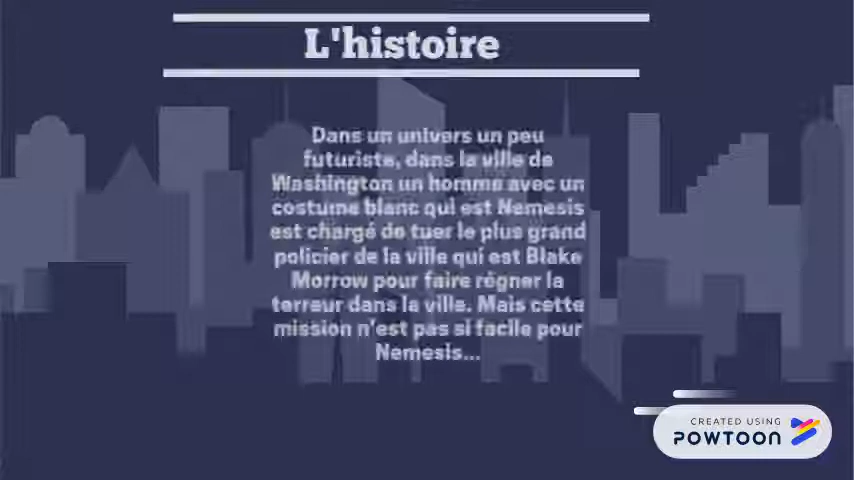 L'histoire
Dans un univers un peu
futuriste, dans la ville de
Washington un homme avec un
costume blanc qui est Nemesis
est chargé de tuer le plus grand
policier de la ville qui est Blake
Morrow pour faire régner la
terreur dans la ville. Mais cette
mission n'est pas si facile pour
Nemesis...
CREATED USING
POWTOON